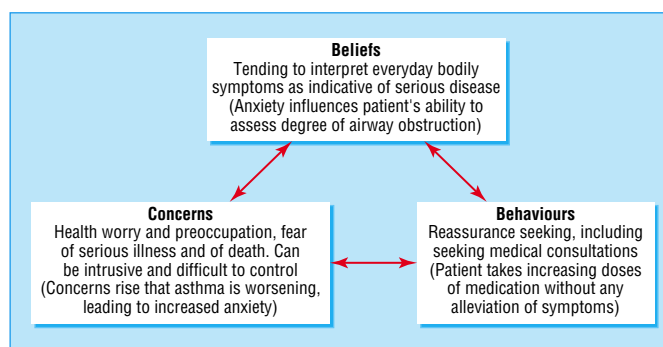 Beliefs
Tending to interpret everyday bodily
symptoms as indicative of serious disease
(Anxiety influences patient's ability to
assess degree of airway obstruction)
Concerns
Health worry and preoccupation, fear
of serious illness and of death. Can
be intrusive and difficult to control
(Concerns rise that asthma is worsening,
leading to increased anxiety)
Behaviours
Reassurance seeking, including
seeking medical consultations
(Patient takes increasing doses
of medication without any
alleviation of symptoms)